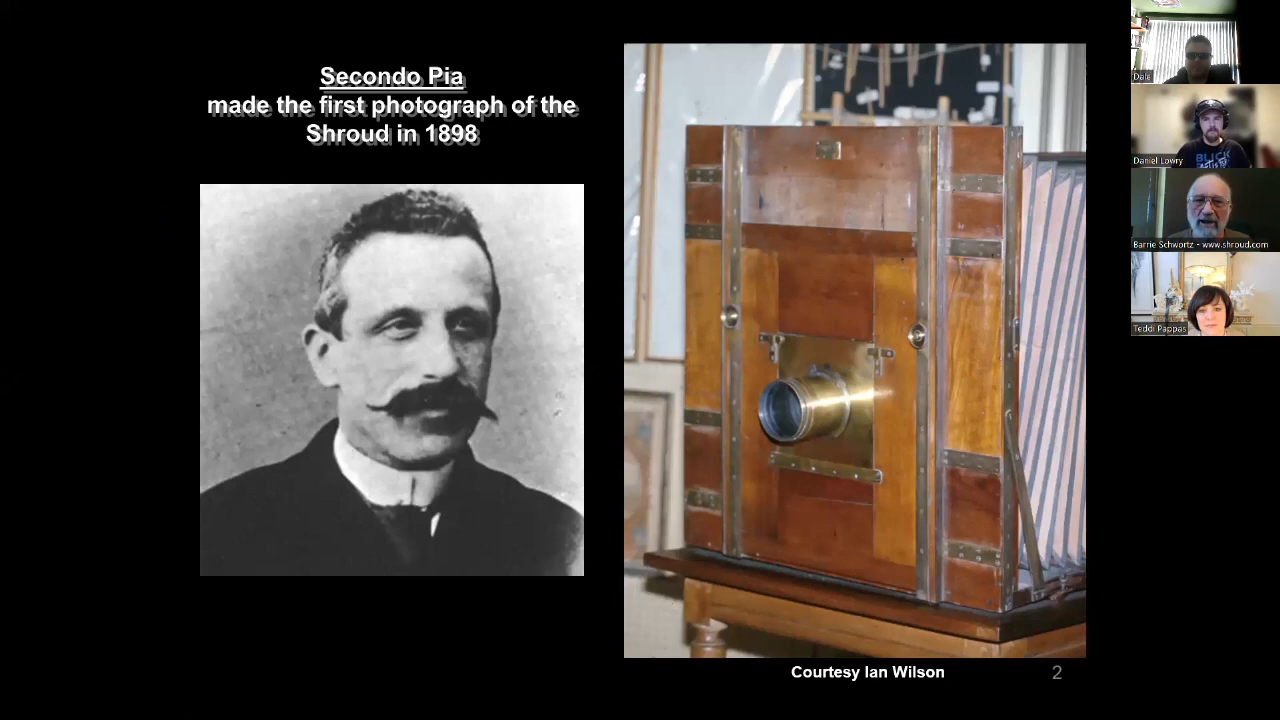 Secondo Pia
made the first photograph of the
Shroud in 1898
Courtesy Ian Wilson
2
Daniel Lowry
Barrie Schwortz - www.shroud.com
Teddi Pappas